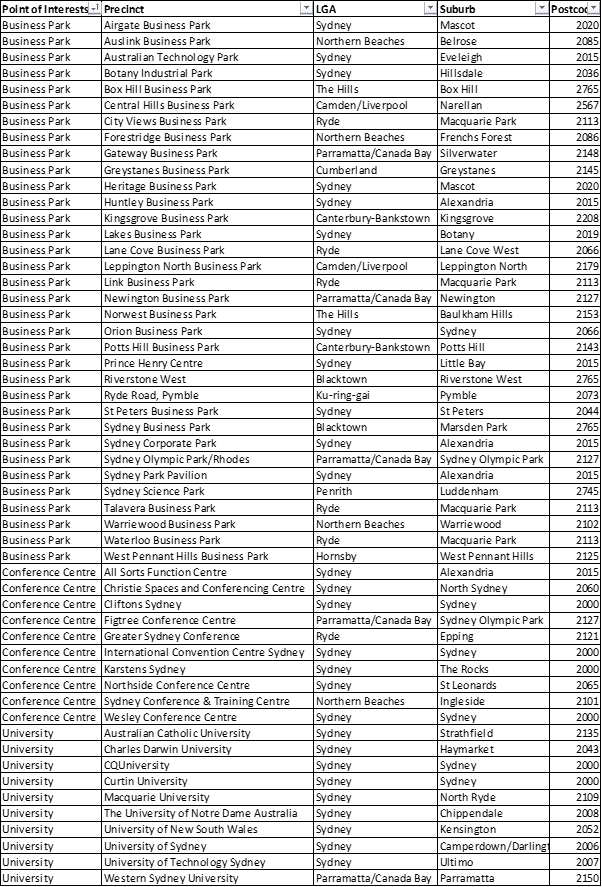 Point of Interests Precinct LGA Suburb Postco
Business Park Airgate Business Park Sydney Mascot 2020
Business Park Auslink Business Park Northern Beaches Belrose 2085
Business Park Australian Technology Park Sydney Eveleigh 2015
Business Park Botany Industrial Park Sydney Hillsdale 2036
Business Park Box Hill Business Park The Hills Box Hill 2765
Business Park Central Hills Business Park Camden/Liverpool Narellan 2567
Business Park City Views Business Park Ryde Macquarie Park 2113
Business Park Forestridge Business Park Northern Beaches Frenchs Forest 2086
Business Park Gateway Business Park Parramatta/Canada Bay Silverwater 2148
Business Park Greystanes Business Park Cumberland Greystanes 2145
Business Park Heritage Business Park Sydney Mascot 2020
Business Park Huntley Business Park Sydney Alexandria 2015
Business Park Kingsgrove Business Park Canterbury-Bankstown Kingsgrove 2208
Business Park Lakes Business Park Sydney Botany 2019
Business Park Lane Cove Business Park Ryde Lane Cove West 2066
Business Park Leppington North Business Park Camden/Liverpool Leppington North 2179
Business Park Link Business Park Ryde Macquarie Park 2113
Business Park Newington Business Park Parramatta/Canada Bay Newington 2127
Business Park Norwest Business Park The Hills Baulkham Hills 2153
Business Park Orion Business Park Sydney Sydney 2066
Business Park Potts Hill Business Park Canterbury-Bankstown Potts Hill 2143
Business Park Prince Henry Centre Sydney Little Bay 2015
Business Park Riverstone West Blacktown Riverstone West 2765
Business Park Ryde Road, Pymble Ku-ring-gai Pymble 2073
Business Park St Peters Business Park Sydney St Peters 2044
Business Park Sydney Business Park Blacktown Marsden Park 2765
Business Park Sydney Corporate Park Sydney Alexandria 2015
Business Park Sydney Olympic Park/Rhodes Parramatta/Canada Bay Sydney Olympic Park 2127
Business Park Sydney Park Pavilion Sydney Alexandria 2015
Business Park Sydney Science Park Penrith Luddenham 2745
Business Park Talavera Business Park Ryde Macquarie Park 2113
Business Park Warriewood Business Park Northern Beaches Warriewood 2102
Business Park Waterloo Business Park Ryde Macquarie Park 2113
Business Park West Pennant Hills Business Park Hornsby West Pennant Hills 2125
Conference Centre All Sorts Function Centre Sydney Alexandria 2015
Conference Centre Christie Spaces and Conferencing Centre Sydney North Sydney 2060
Conference Centre Cliftons Sydney Sydney Sydney 2000
Conference Centre Figtree Conference Centre Parramatta/Canada Bay Sydney Olympic Park 2127
Conference Centre Greater Sydney Conference Ryde Epping 2121
Conference Centre International Convention Centre Sydney Sydney Sydney 2000
Conference Centre Karstens Sydney Sydney The Rocks 2000
Conference Centre Northside Conference Centre Sydney St Leonards 2065
Conference Centre Sydney Conference & Training Centre Northern Beaches Ingleside 2101
Conference Centre Wesley Conference Centre Sydney Sydney 2000
University Australian Catholic University Sydney Strathfield 2135
University Charles Darwin University Sydney Haymarket 2043
University CQUniversity Sydney Sydney 2000
University Curtin University Sydney Sydney 2000
University Macquarie University Sydney North Ryde 2109
University The University of Notre Dame Australia Sydney Chippendale 2008
University University of New South Wales Sydney Kensington 2052
University University of Sydney Sydney Camperdown/Darlingt 2006
University University of Technology Sydney Sydney Ultimo 2007
University Western Sydney University Parramatta/Canada Bay Parramatta 2150